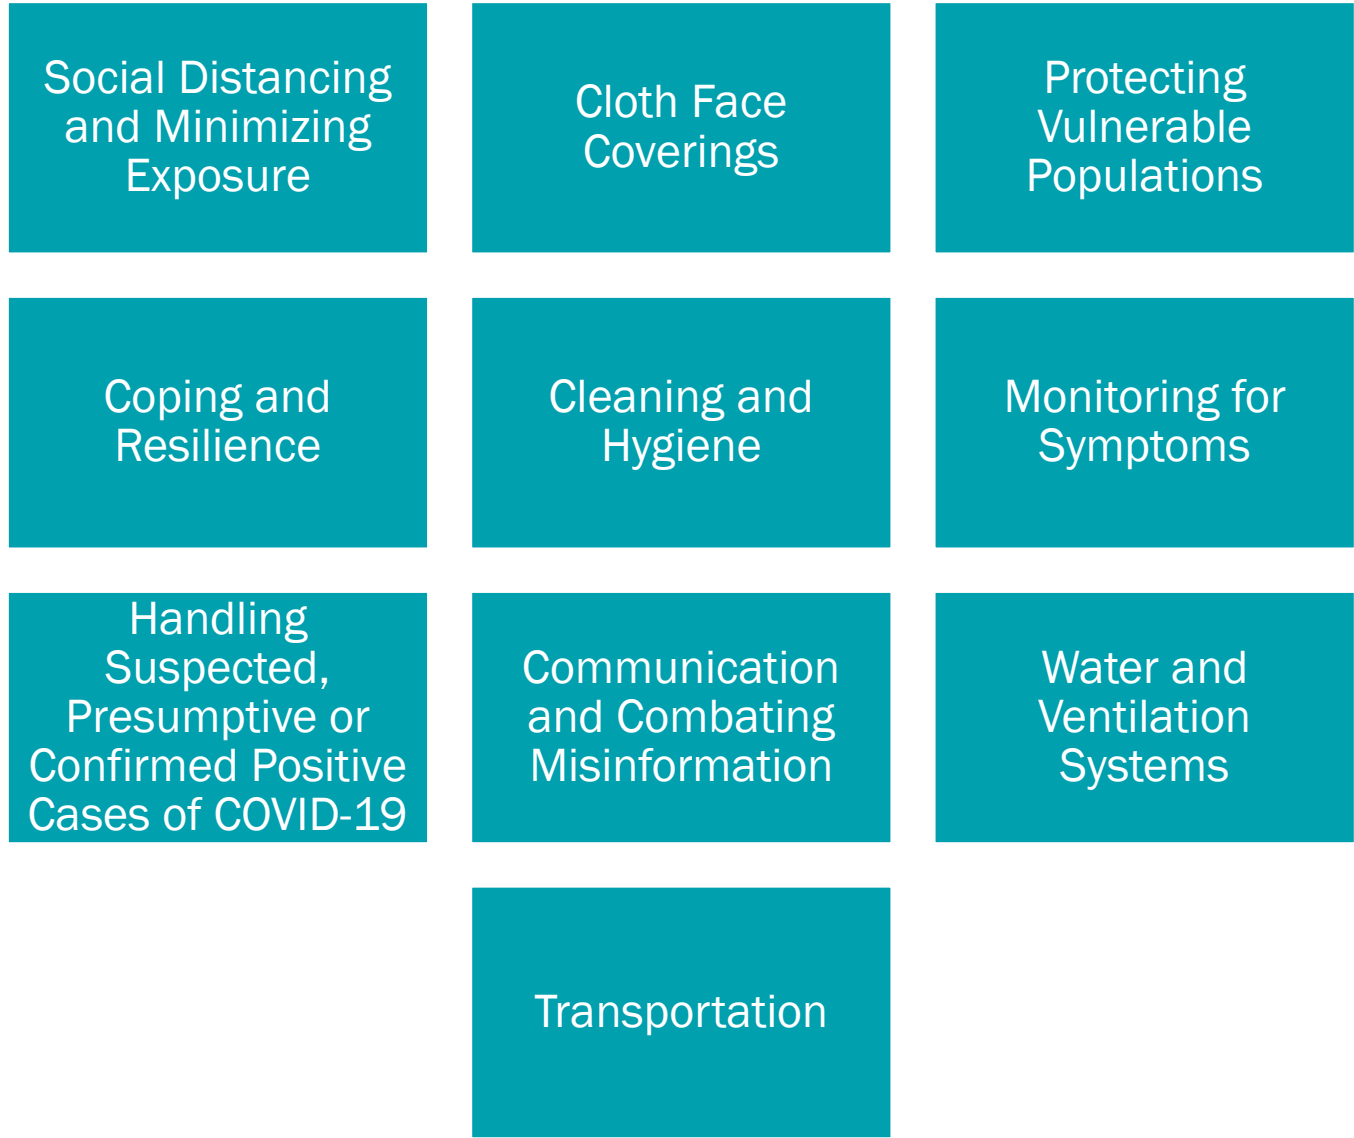 Social Distancing
and Minimizing
Exposure
Cloth Face
Coverings
Protecting
Vulnerable
Populations
Coping and
Resilience
Cleaning and
Hygiene
Monitoring for
Symptoms
Handling
Suspected,
Presumptive or
Confirmed Positive
Cases of COVID-19
Communication
and Combating
Misinformation
Water and
Ventilation
Systems
Transportation